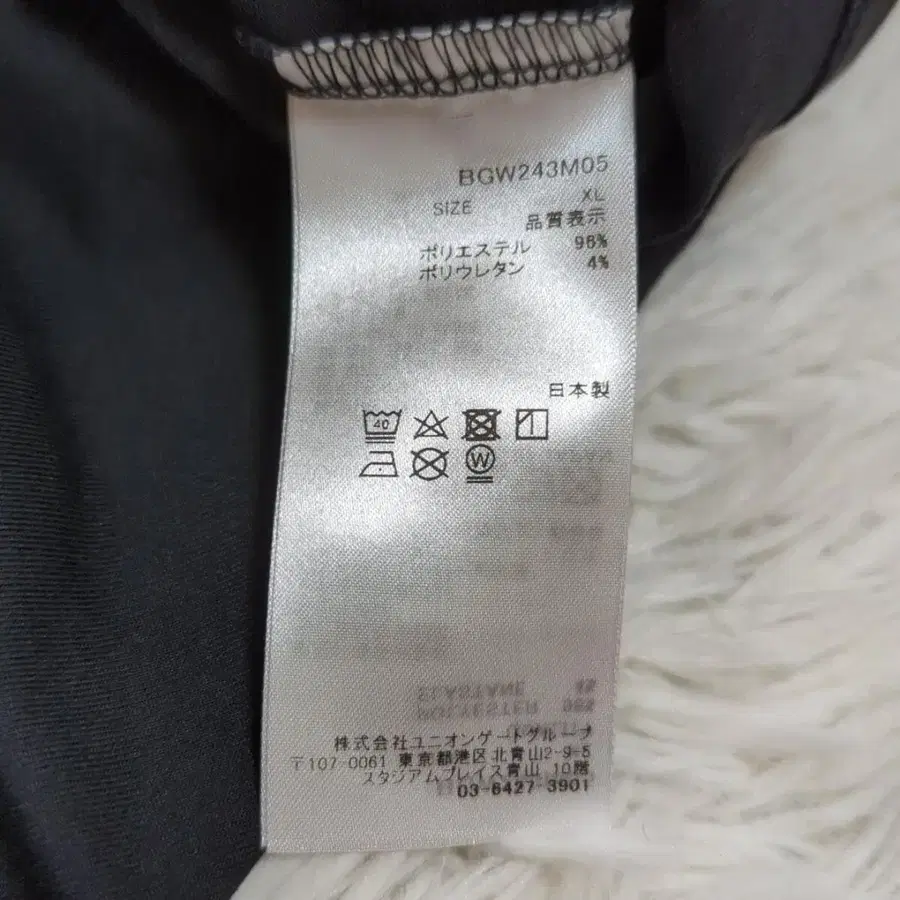 BGW243M05
SIZE XL
品質表示
ポリエステル 96%
ポリウレタン 4%
日本製
40
W
ELASTANE
POLYESTER
株式会社ユニオンゲートグループ
〒107-0061 東京都港区北青山2-9-5
スタジアムプレイス青山 10階
03-6427-3901